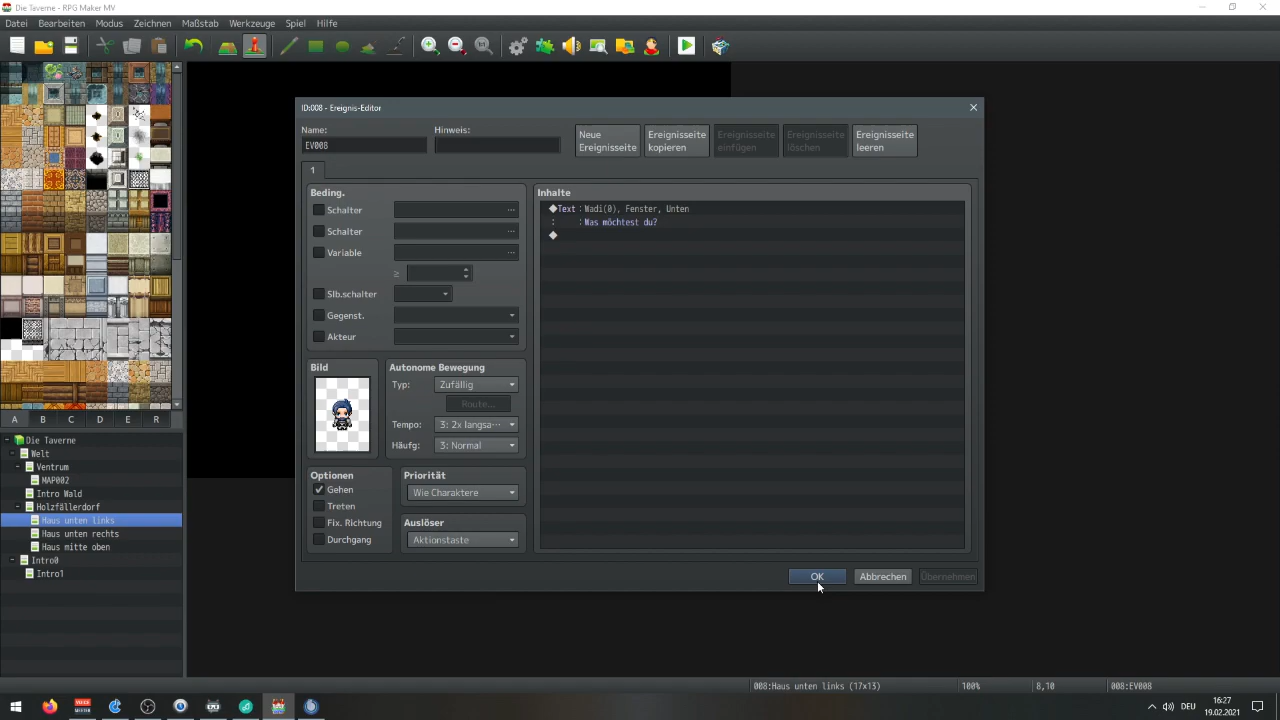 Die Taverne - RPG Maker MV
Datei Bearbeiten Modus Zeichnen Maßstab Werkzeuge Spiel Hilfe
ID:008 - Ereignis-Editor
Name: Hinweis:
EV008
Neue Ereignisseite
Ereignisseite kopieren
Ereignisseite einfügen
Ereignisseite löschen
Ereignisseite leeren
1
Beding.
Schalter ...
Schalter ...
Variable ...
≥
Slb.schalter
Gegenst.
Akteur
Bild
Autonome Bewegung
Typ: Zufällig
Route...
Tempo: 3: 2x langsa...
Häufg: 3: Normal
Optionen
Gehen
Treten
Fix. Richtung
Durchgang
Priorität
Wie Charaktere
Auslöser
Aktionstaste
Inhalte
◆Text：Madi(0), Fenster, Unten
：Was möchtest du?
◆
OK Abbrechen Übernehmen
A B C D E R
Die Taverne
Welt
Ventrum
MAP002
Intro Wald
Holzfällerdorf
Haus unten links
Haus unten rechts
Haus mitte oben
Intro0
Intro1
008:Haus unten links (17x13) 100% 8,10 008:EV008
DEU
16:27
19.02.2021